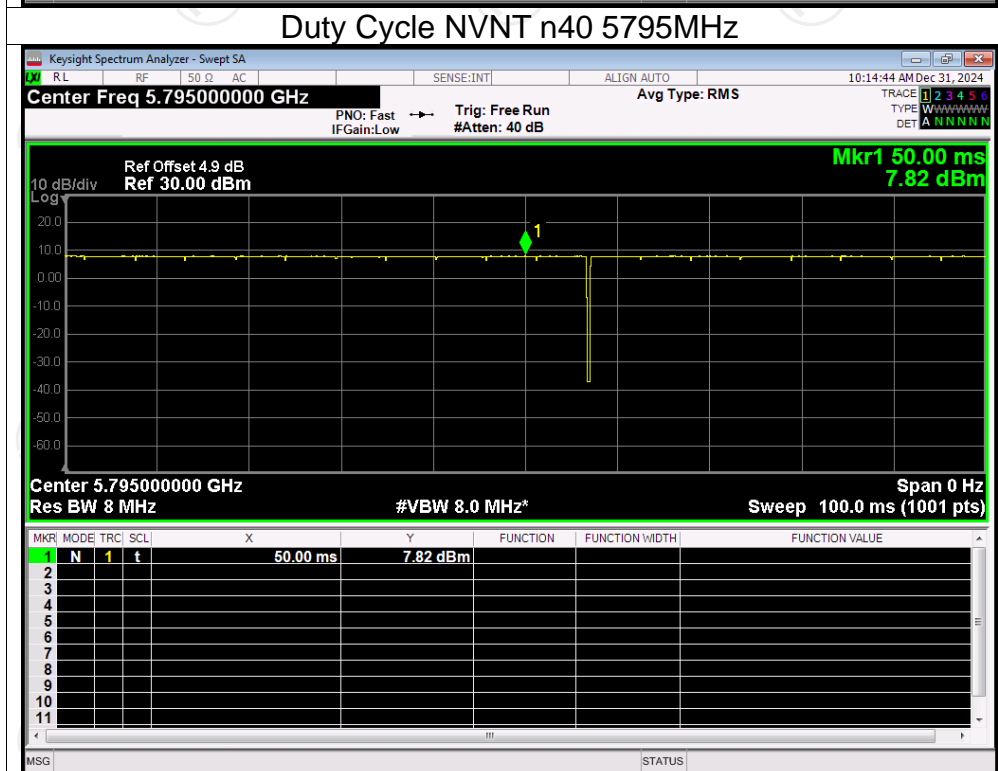 Duty Cycle NVNT n40 5795MHz
Keysight Spectrum Analyzer - Swept SA
LXI RL RF 50 Ω AC SENSE:INT ALIGN AUTO 10:14:44 AM Dec 31, 2024
Center Freq 5.795000000 GHz Avg Type: RMS TRACE 1 2 3 4 5 6
PNO: Fast Trig: Free Run TYPE WWWWWW
IFGain:Low #Atten: 40 dB DET A N N N N N
Mkr1 50.00 ms
7.82 dBm
Ref Offset 4.9 dB
10 dB/div Ref 30.00 dBm
Log
20.0
1
10.0
0.00
-10.0
-20.0
-30.0
-40.0
-50.0
-60.0
Center 5.795000000 GHz Span 0 Hz
Res BW 8 MHz #VBW 8.0 MHz* Sweep 100.0 ms (1001 pts)
MKR MODE TRC SCL X Y FUNCTION FUNCTION WIDTH FUNCTION VALUE
1 N 1 t 50.00 ms 7.82 dBm
2
3
4
5
6
7
8
9
10
11
MSG STATUS